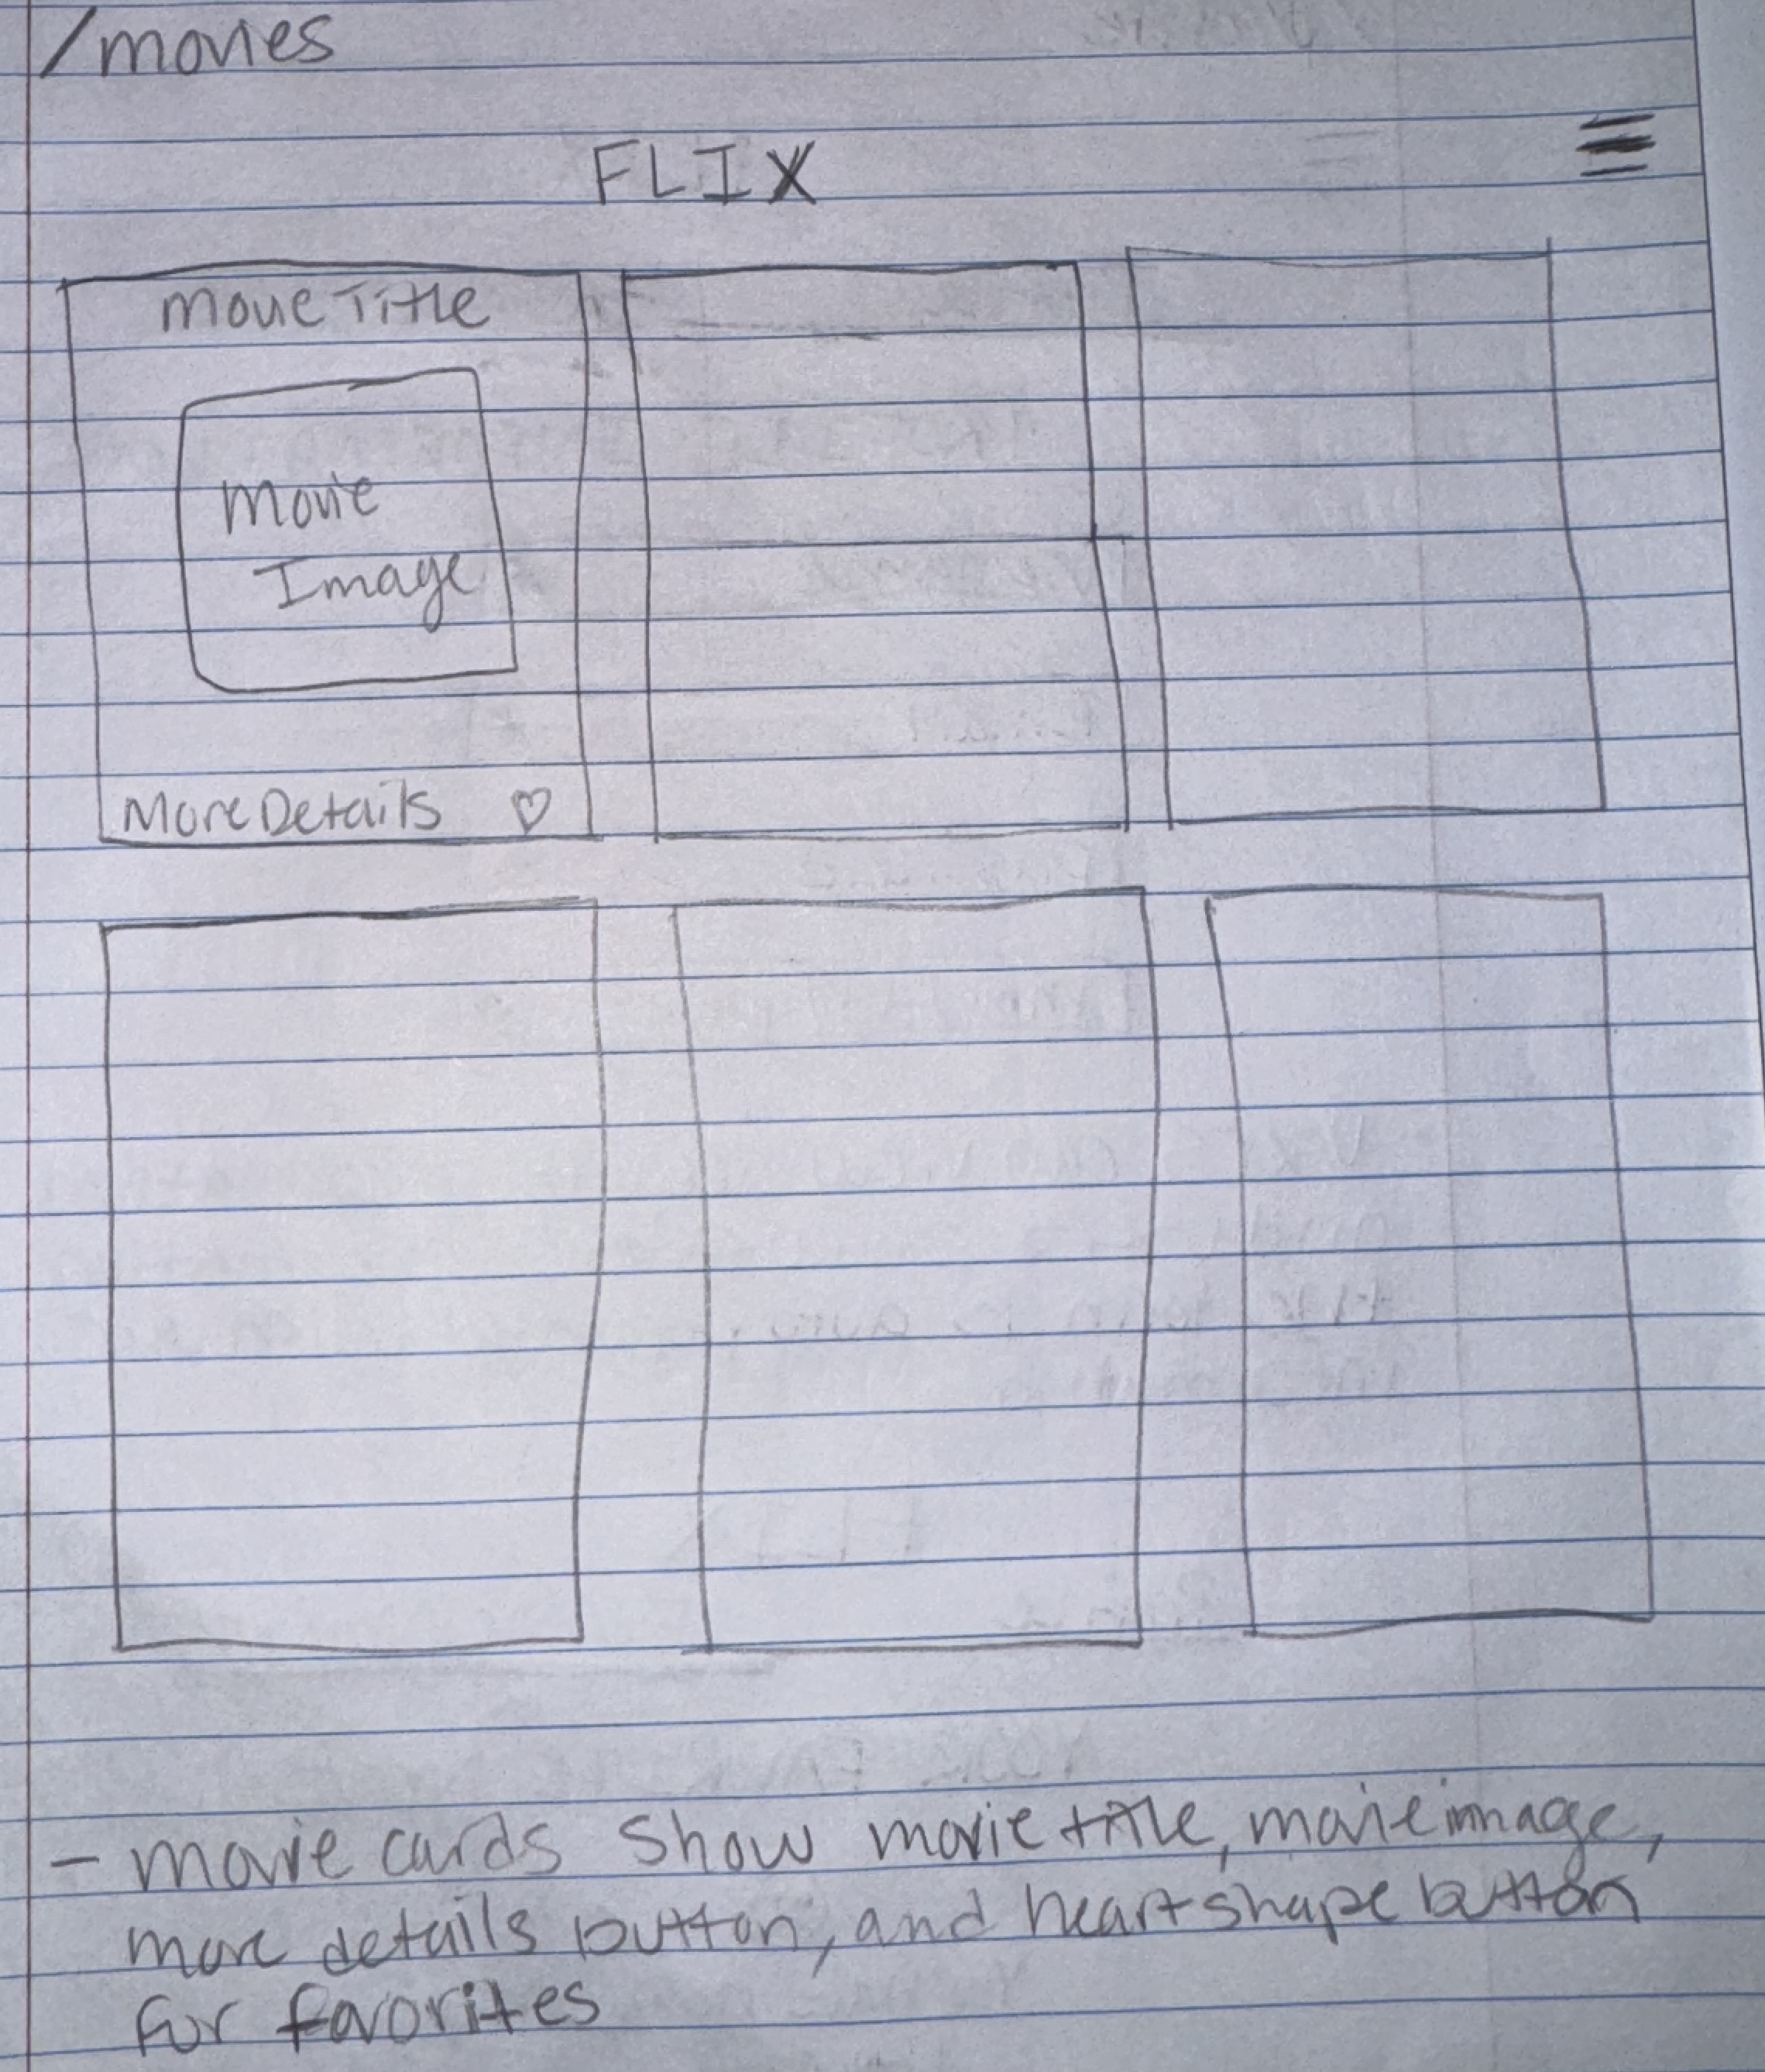 /movies
FLIX
Movie Title
Movie
Image
More Details ♡
- movie cards show movie title, movie image,
more details button, and heart shape button
for favorites